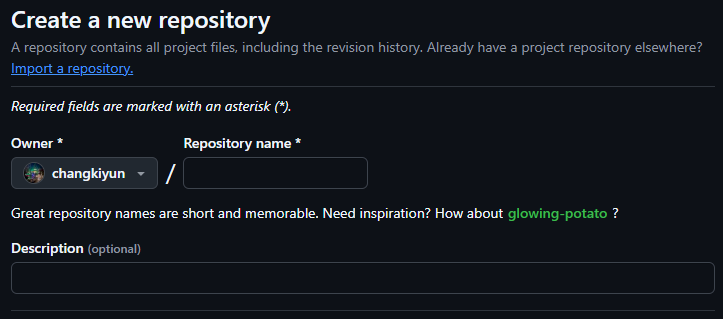 Create a new repository
A repository contains all project files, including the revision history. Already have a project repository elsewhere?
Import a repository.
Required fields are marked with an asterisk (*).
Owner * Repository name *
changkiyun /
Great repository names are short and memorable. Need inspiration? How about glowing-potato ?
Description (optional)